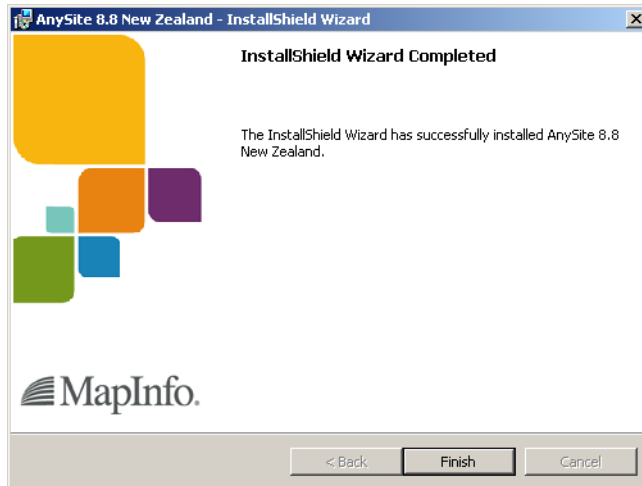 AnySite 8.8 New Zealand - InstallShield Wizard
InstallShield Wizard Completed
The InstallShield Wizard has successfully installed AnySite 8.8
New Zealand.
MapInfo.
< Back
Finish
Cancel